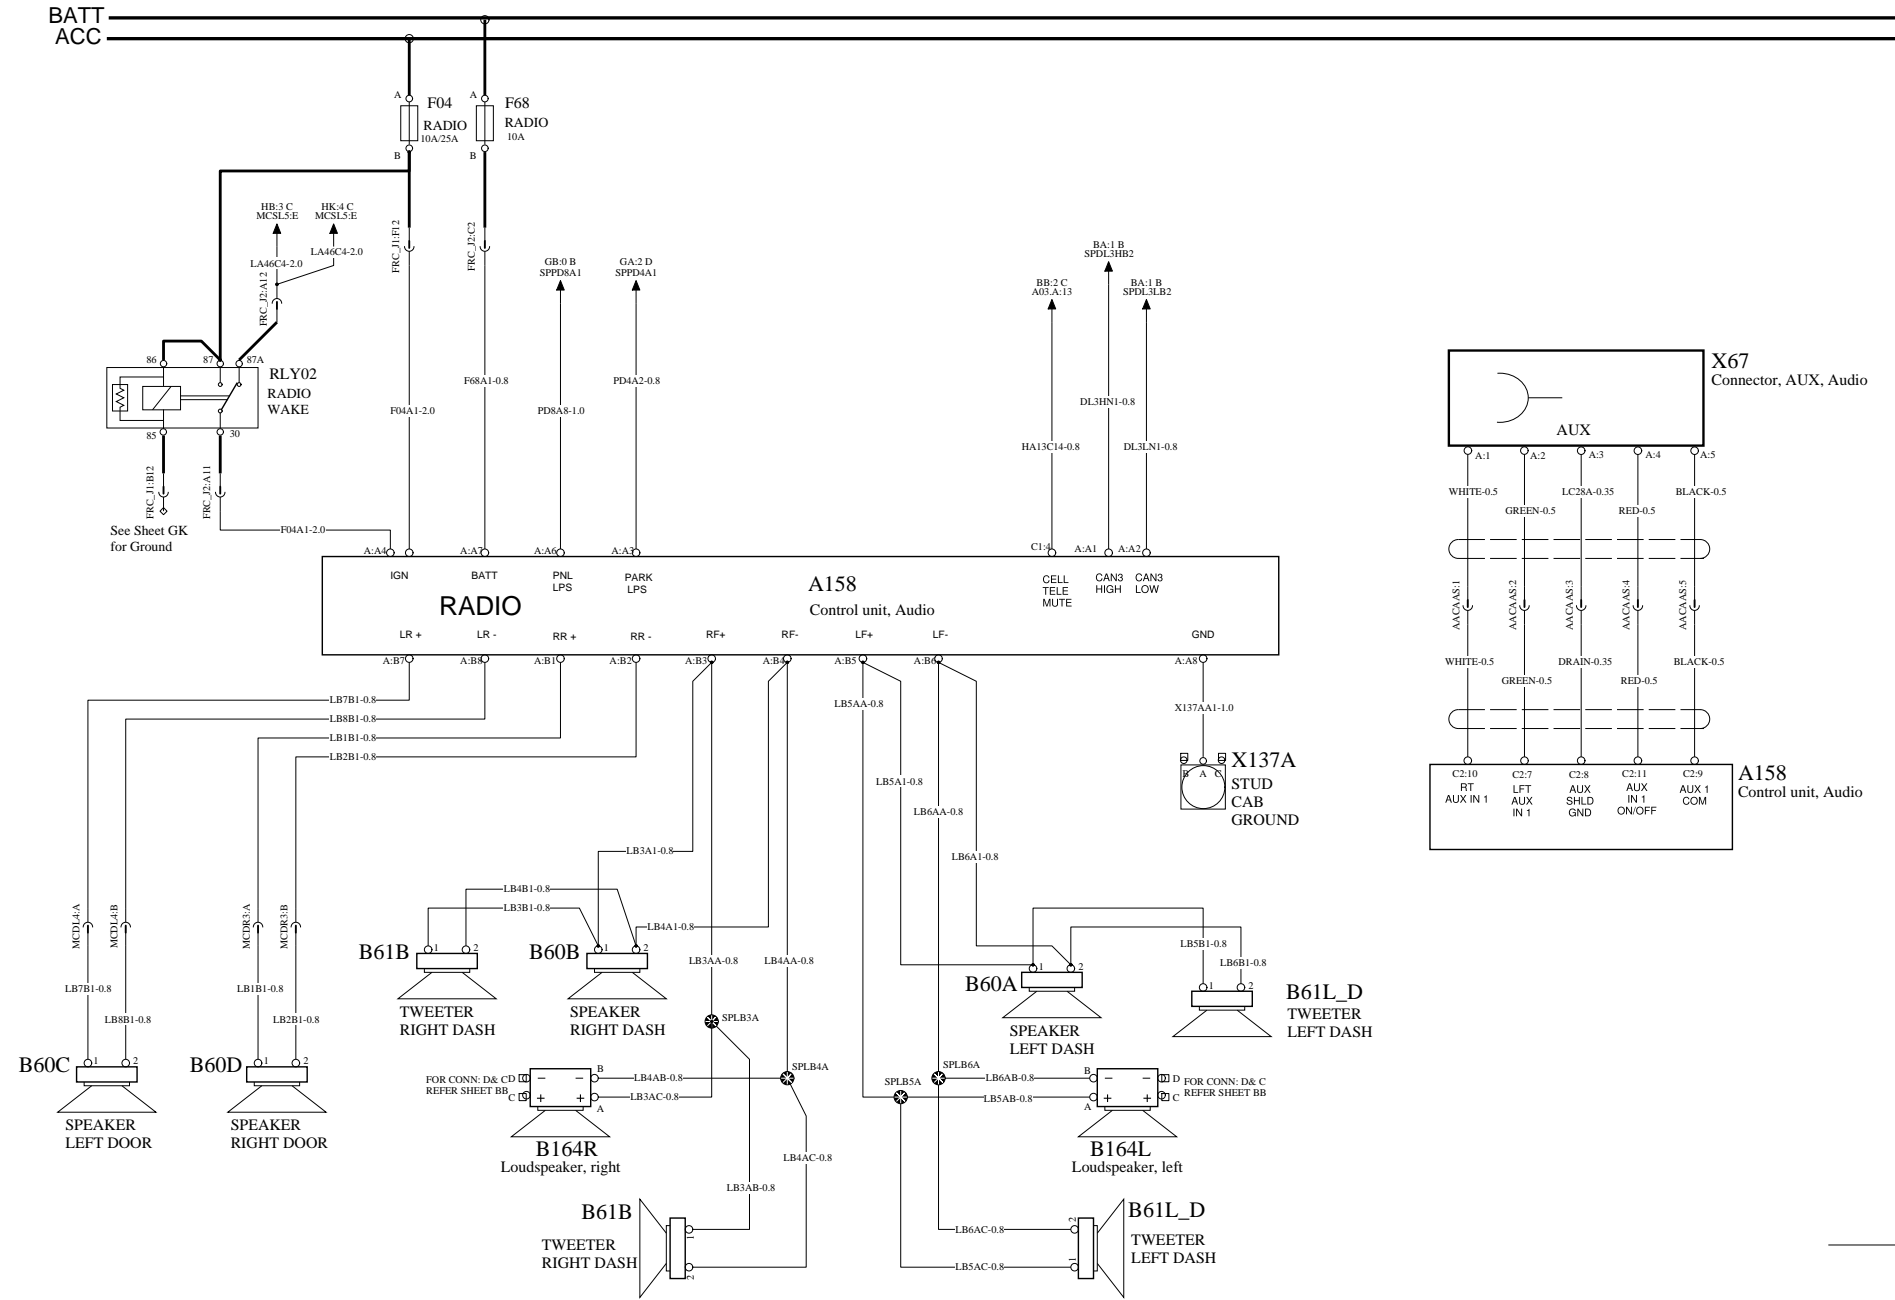 BATT
ACC
A
F04
RADIO
10A/25A
B
A
F68
RADIO
10A
B
HB:3 C
MCSL5:E
HK:4 C
MCSL5:E
LA46C4-2.0
LA46C4-2.0
FRC_J2:A12
FRC_J1:F12
FRC_J2:C2
GB:0 B
SPPD8A1
GA:2 D
SPPD4A1
BB:2 C
A03.A:13
BA:1 B
SPDL3HB2
BA:1 B
SPDL3LB2
86
87
87A
RLY02
RADIO
WAKE
85
30
FRC_J1:B12
FRC_J2:A11
See Sheet GK
for Ground
F04A1-2.0
F04A1-2.0
F68A1-0.8
PD8A8-1.0
PD4A2-0.8
HA13C14-0.8
DL3HN1-0.8
DL3LN1-0.8
X67
Connector, AUX, Audio
AUX
A:1
A:2
A:3
A:4
A:5
WHITE-0.5
GREEN-0.5
LC28A-0.35
RED-0.5
BLACK-0.5
AACAAS:1
AACAAS:2
AACAAS:3
AACAAS:4
AACAAS:5
WHITE-0.5
GREEN-0.5
DRAIN-0.35
RED-0.5
BLACK-0.5
C2:10
RT
AUX IN 1
C2:7
LFT
AUX
IN 1
C2:8
AUX
SHLD
GND
C2:11
AUX
IN 1
ON/OFF
C2:9
AUX 1
COM
A158
Control unit, Audio
A:A4
A:A7
A:A6
A:A3
C1:4
A:A1
A:A2
IGN
BATT
PNL
LPS
PARK
LPS
CELL
TELE
MUTE
CAN3
HIGH
CAN3
LOW
RADIO
A158
Control unit, Audio
LR +
LR -
RR +
RR -
RF+
RF-
LF+
LF-
GND
A:B7
A:B8
A:B1
A:B2
A:B3
A:B4
A:B5
A:B6
A:A8
LB7B1-0.8
LB8B1-0.8
LB1B1-0.8
LB2B1-0.8
LB5AA-0.8
X137AA1-1.0
B A C
X137A
STUD
CAB
GROUND
LB5A1-0.8
LB6AA-0.8
LB3A1-0.8
LB6A1-0.8
LB4B1-0.8
LB3B1-0.8
LB4A1-0.8
MCDL4:A
MCDL4:B
MCDR3:A
MCDR3:B
B61B
1
2
TWEETER
RIGHT DASH
B60B
1
2
SPEAKER
RIGHT DASH
LB3AA-0.8
LB4AA-0.8
B60A
1
2
SPEAKER
LEFT DASH
LB5B1-0.8
LB6B1-0.8
1
2
B61L_D
TWEETER
LEFT DASH
LB7B1-0.8
LB8B1-0.8
LB1B1-0.8
LB2B1-0.8
B60C
1
2
SPEAKER
LEFT DOOR
B60D
1
2
SPEAKER
RIGHT DOOR
SPLB3A
SPLB4A
SPLB5A
SPLB6A
FOR CONN: D& C
REFER SHEET BB
D
C
- -
+ +
B
A
LB4AB-0.8
LB3AC-0.8
B164R
Loudspeaker, right
LB6AB-0.8
LB5AB-0.8
B
A
- -
+ +
D
C
FOR CONN: D& C
REFER SHEET BB
B164L
Loudspeaker, left
LB4AC-0.8
LB3AB-0.8
B61B
TWEETER
RIGHT DASH
1
2
LB6AC-0.8
LB5AC-0.8
2
1
B61L_D
TWEETER
LEFT DASH